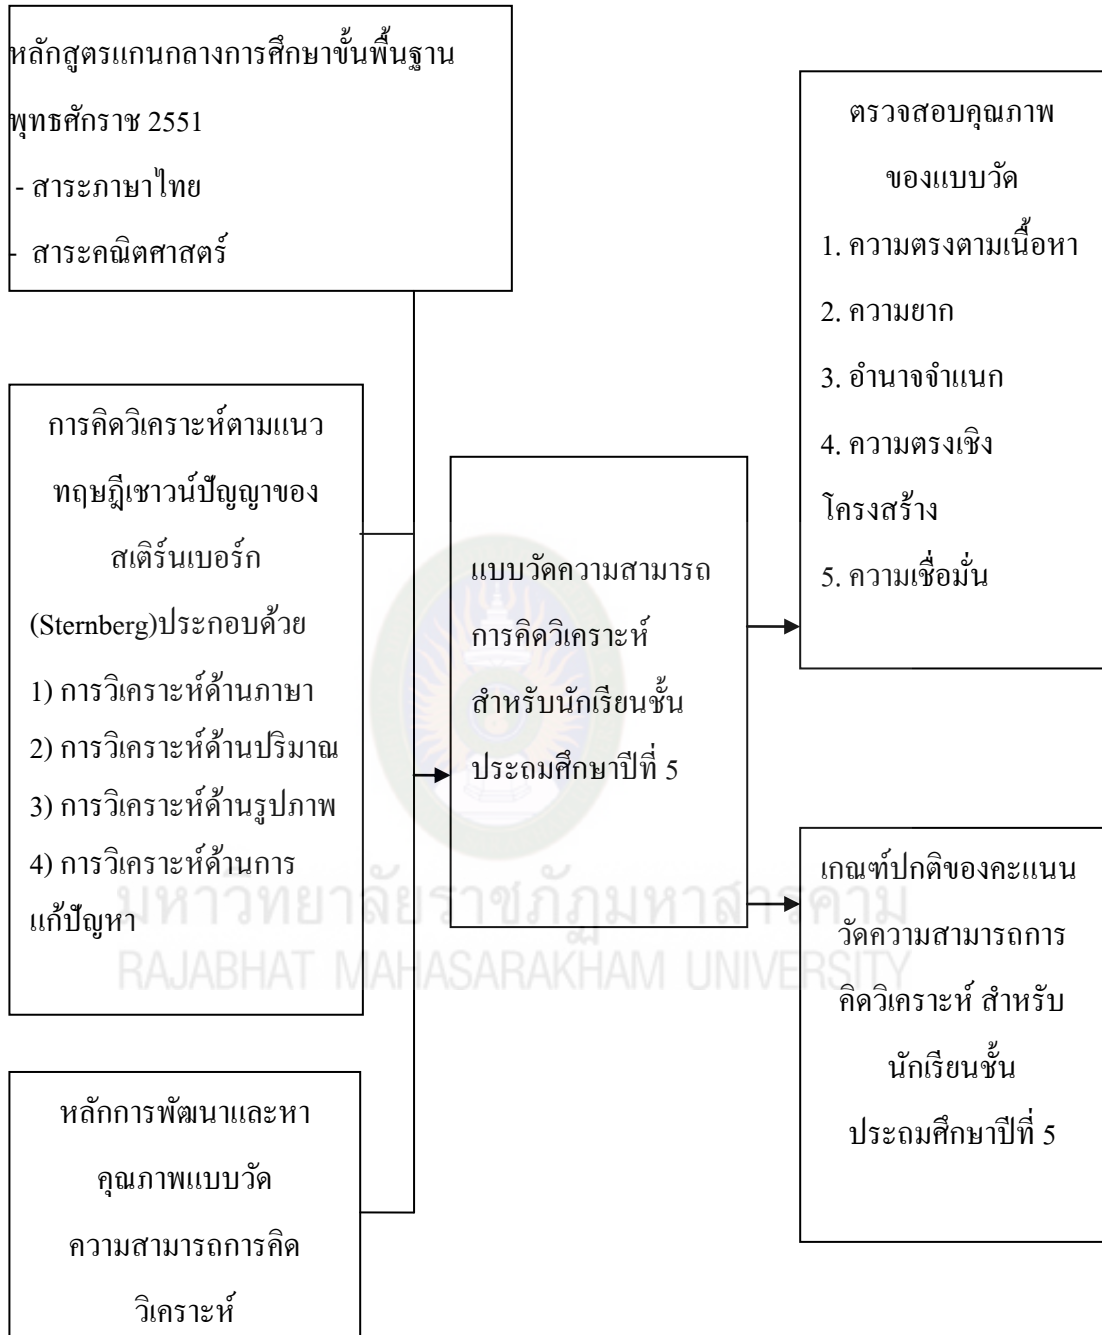 หลักสูตรแกนกลางการศึกษาขั้นพื้นฐาน
พุทธศักราช 2551
- สาระภาษาไทย
- สาระคณิตศาสตร์
การคิดวิเคราะห์ตามแนว
ทฤษฎีเชาวน์ปัญญาของ
สเติร์นเบอร์ก
(Sternberg)ประกอบด้วย
1) การวิเคราะห์ด้านภาษา
2) การวิเคราะห์ด้านปริมาณ
3) การวิเคราะห์ด้านรูปภาพ
4) การวิเคราะห์ด้านการ
แก้ปัญหา
หลักการพัฒนาและหา
คุณภาพแบบวัด
ความสามารถการคิด
วิเคราะห์
แบบวัดความสามารถ
การคิดวิเคราะห์
สำหรับนักเรียนชั้น
ประถมศึกษาปีที่ 5
ตรวจสอบคุณภาพ
ของแบบวัด
1. ความตรงตามเนื้อหา
2. ความยาก
3. อำนาจจำแนก
4. ความตรงเชิง
โครงสร้าง
5. ความเชื่อมั่น
เกณฑ์ปกติของคะแนน
วัดความสามารถการ
คิดวิเคราะห์ สำหรับ
นักเรียนชั้น
ประถมศึกษาปีที่ 5
มหาวิทยาลัยราชภัฏมหาสารคาม
RAJABHAT MAHASARAKHAM UNIVERSITY